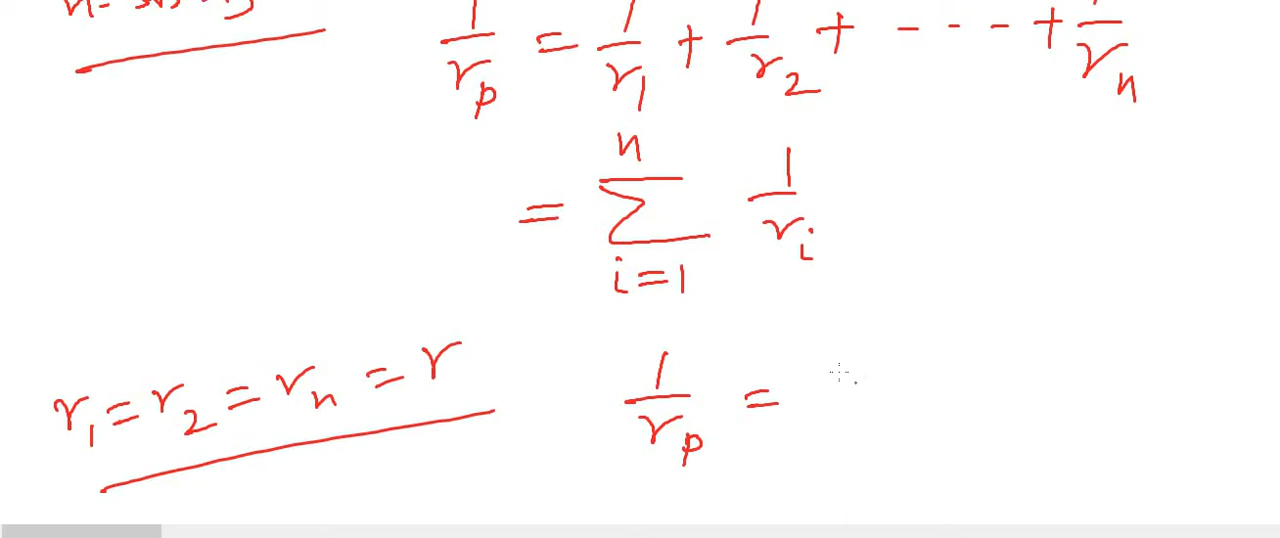 1/r_p = 1/r_1 + 1/r_2 + - - - + 1/r_n
= Σ_{i=1}^{n} 1/r_i
r_1 = r_2 = r_n = r
1/r_p =